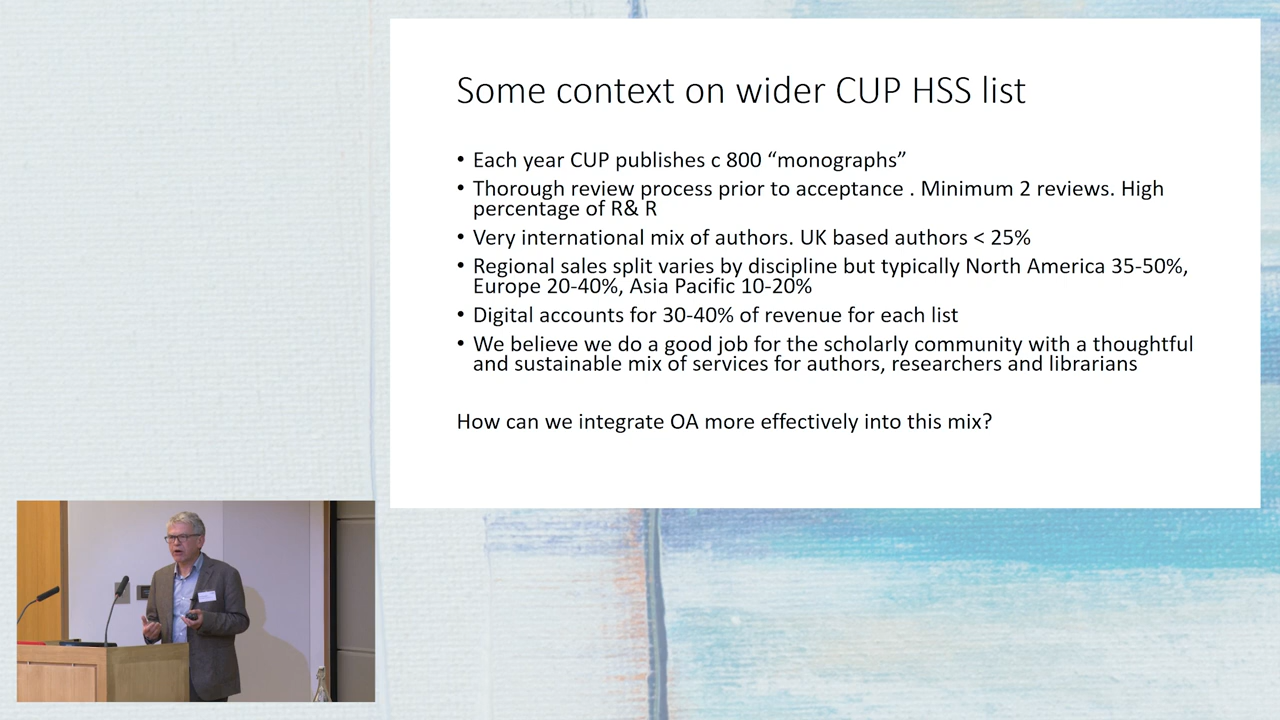 Some context on wider CUP HSS list
• Each year CUP publishes c 800 “monographs”
• Thorough review process prior to acceptance . Minimum 2 reviews. High
percentage of R& R
• Very international mix of authors. UK based authors < 25%
• Regional sales split varies by discipline but typically North America 35-50%,
Europe 20-40%, Asia Pacific 10-20%
• Digital accounts for 30-40% of revenue for each list
• We believe we do a good job for the scholarly community with a thoughtful
and sustainable mix of services for authors, researchers and librarians
How can we integrate OA more effectively into this mix?